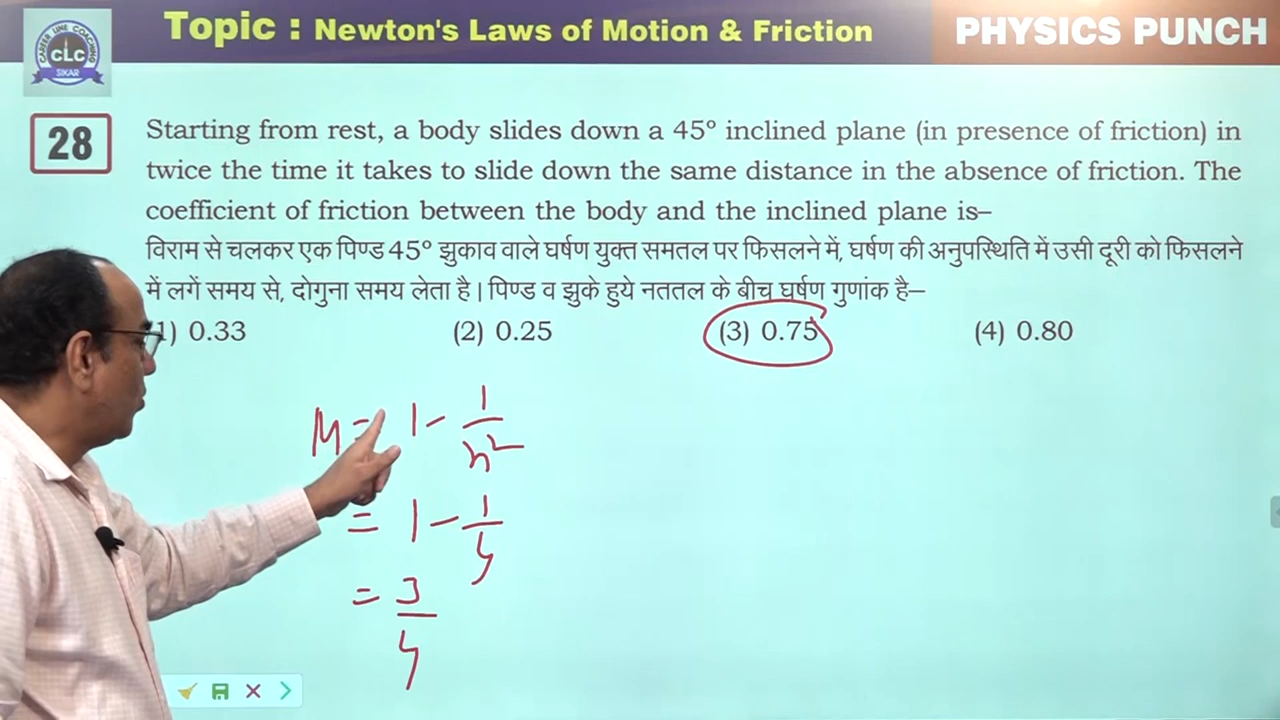 Topic : Newton's Laws of Motion & Friction
PHYSICS PUNCH
CAREER LINE COACHING
CLC
SIKAR
28
Starting from rest, a body slides down a 45° inclined plane (in presence of friction) in
twice the time it takes to slide down the same distance in the absence of friction. The
coefficient of friction between the body and the inclined plane is–
विराम से चलकर एक पिण्ड 45° झुकाव वाले घर्षण युक्त समतल पर फिसलने में, घर्षण की अनुपस्थिति में उसी दूरी को फिसलने
में लगें समय से, दोगुना समय लेता है। पिण्ड व झुके हुये नततल के बीच घर्षण गुणांक है–
1) 0.33 (2) 0.25 (3) 0.75 (4) 0.80
μ = 1 - 1/n²
= 1 - 1/4
= 3/4